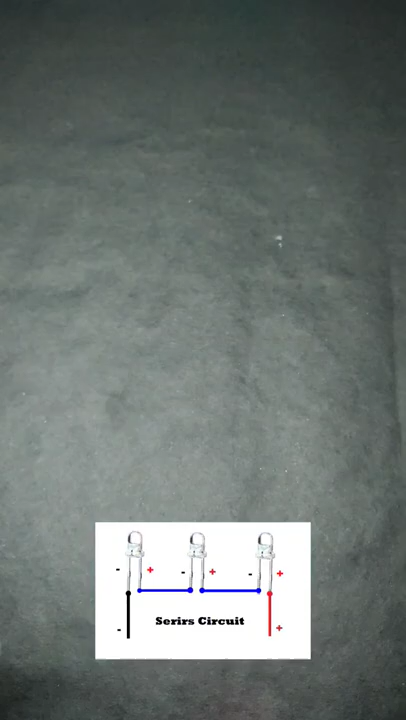 - + - + - +
Serirs Circuit
- +